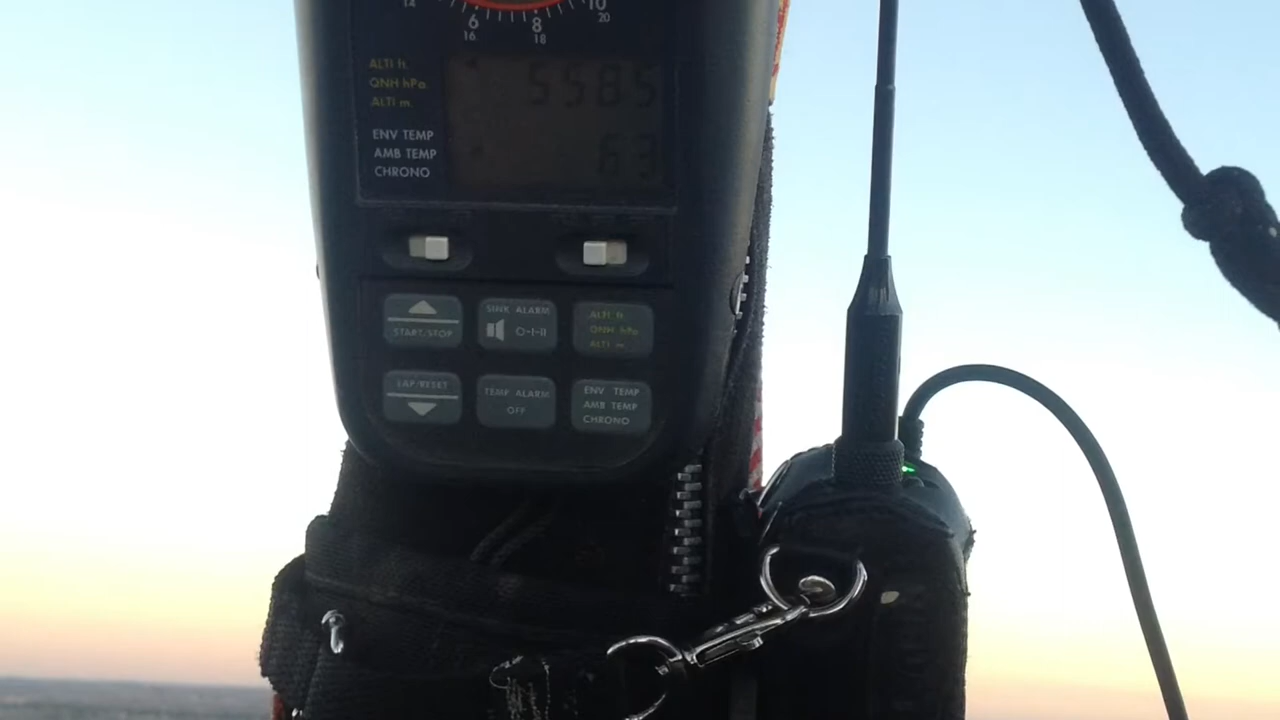 14 10
6 8 20
16 18
ALTI ft.
QNH hPa.
ALTI m.
5585
ENV TEMP
AMB TEMP
CHRONO
63
START/STOP
SINK ALARM
O-I-II
ALTI ft.
QNH hPa.
ALTI m.
LAP/RESET
TEMP ALARM
OFF
ENV TEMP
AMB TEMP
CHRONO